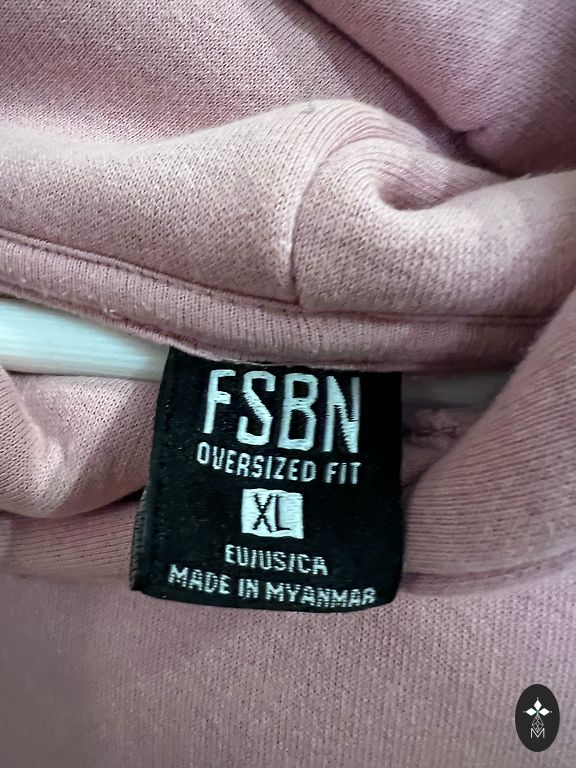 FSBN
OVERSIZED FIT
XL
EU/US/CA
MADE IN MYANMAR
M